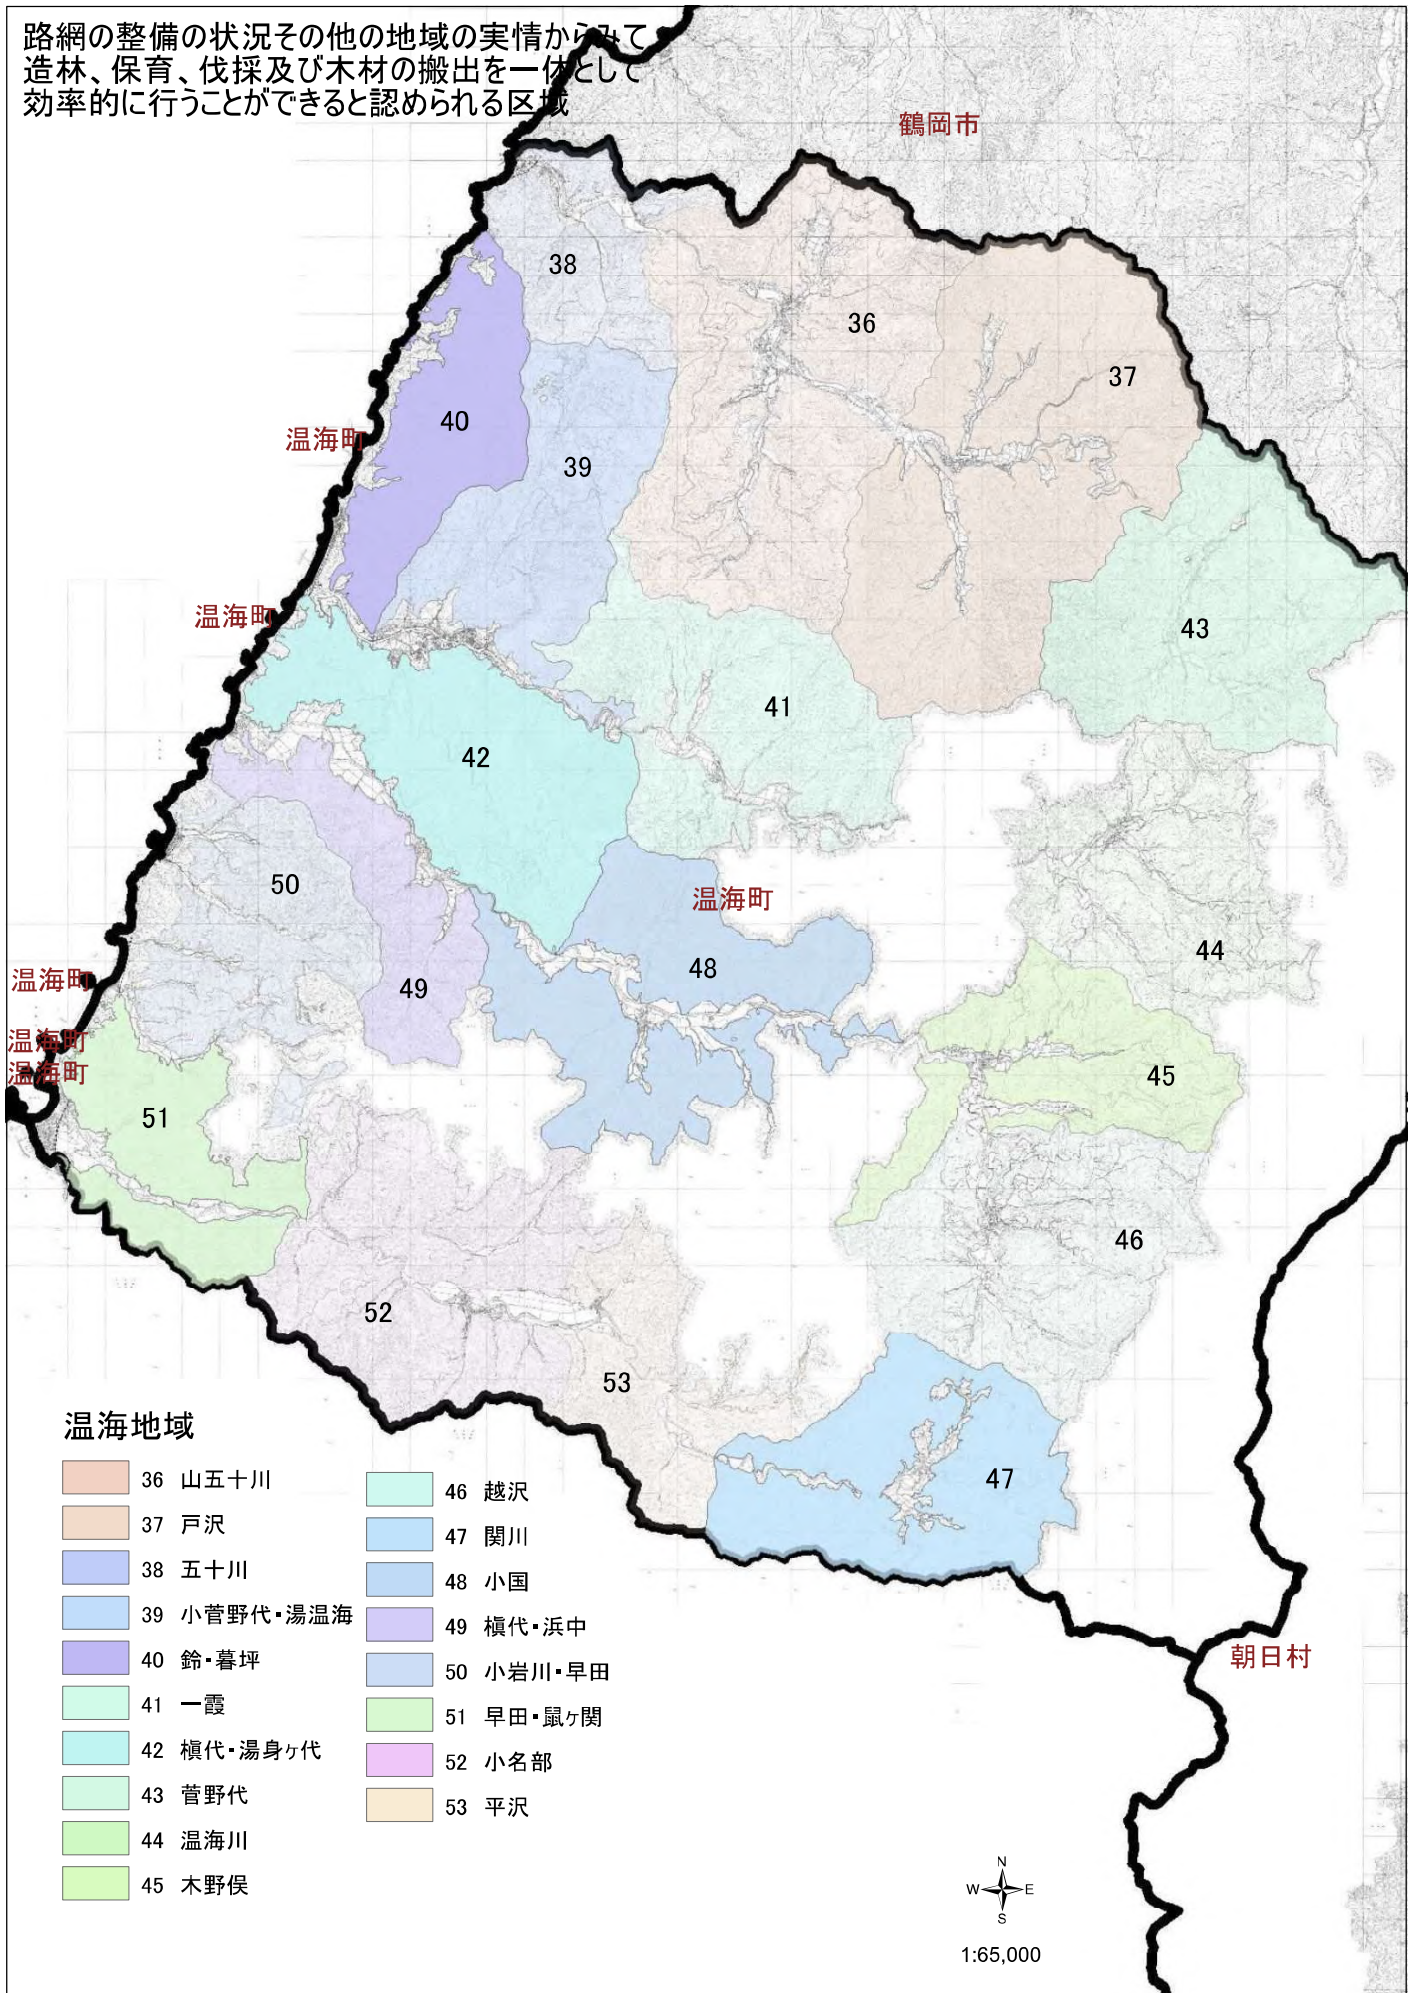 路網の整備の状況その他の地域の実情からみて
造林、保育、伐採及び木材の搬出を一体として
効率的に行うことができると認められる区域
鶴岡市
38
36
37
40
温海町
39
温海町
43
41
42
50
温海町
44
48
49
温海町
温海町
温海町
45
51
46
52
53
47
朝日村
温海地域
36 山五十川
37 戸沢
38 五十川
39 小菅野代・湯温海
40 鈴・暮坪
41 一霞
42 槇代・湯身ヶ代
43 菅野代
44 温海川
45 木野俣
46 越沢
47 関川
48 小国
49 槇代・浜中
50 小岩川・早田
51 早田・鼠ヶ関
52 小名部
53 平沢
N
W E
S
1:65,000